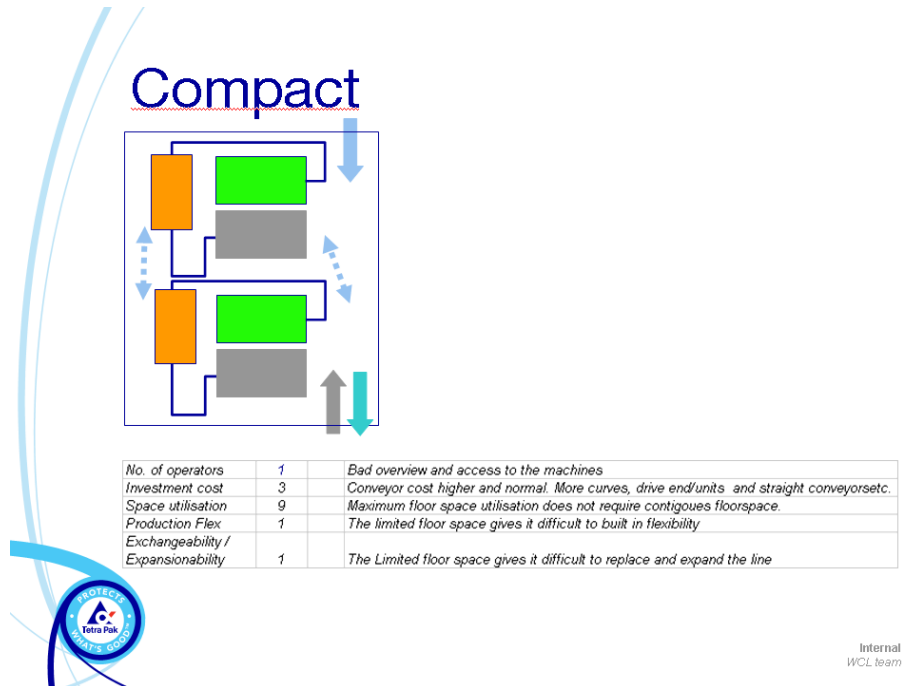 Compact
No. of operators 1 Bad overview and access to the machines
Investment cost 3 Conveyor cost higher and normal. More curves, drive end/units and straight conveyorsetc.
Space utilisation 9 Maximum floor space utilisation does not require contigoues floorspace.
Production Flex 1 The limited floor space gives it difficult to built in flexibility
Exchangeability /
Expansionability 1 The Limited floor space gives it difficult to replace and expand the line
PROTECTS
Tetra Pak
WHAT'S GOOD™
Internal
WCL team